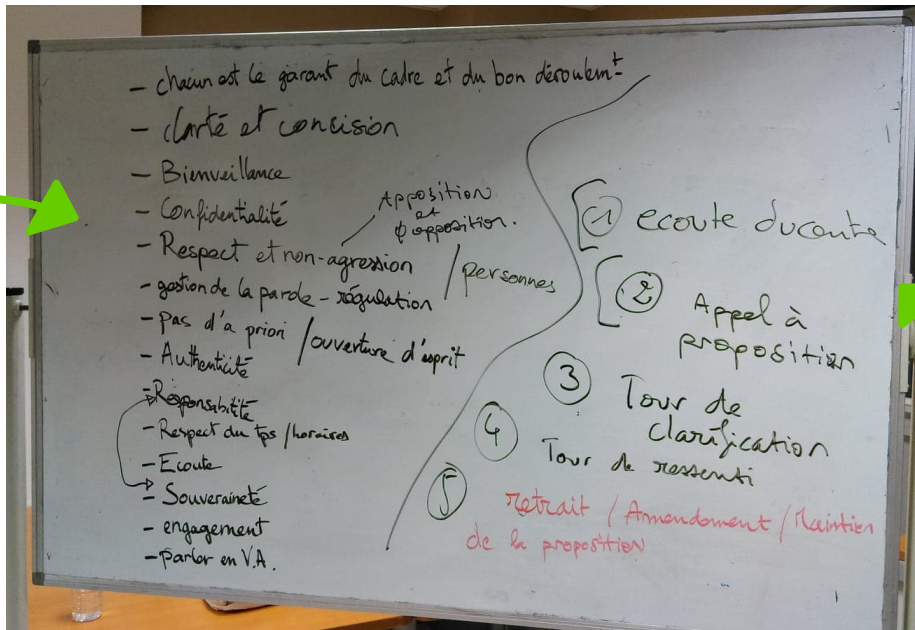 - chacun est le garant du cadre et du bon déroulemt
- clarté et concision
- Bienveillance
- Confidentialité
- Respect et non-agression / personnes
Apposition
et
opposition.
- gestion de la parole - régulation
- pas d'a priori / ouverture d'esprit
- Authenticité
- Responsabilité
- Respect du tps / horaires
- Ecoute
- Souveraineté
- engagement
- parler en V.A.
1 ecoute du centre
2 Appel à
proposition
3 Tour de
clarification
4 Tour de ressenti
5 retrait / Amendement / Maintien
de la proposition